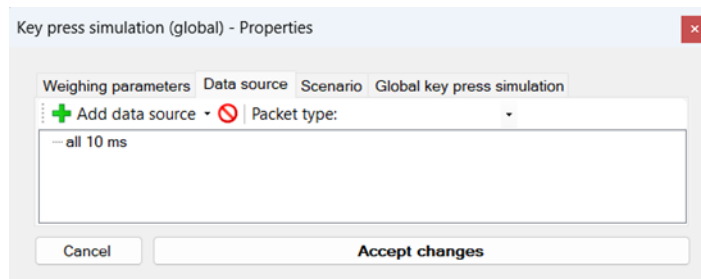 Key press simulation (global) - Properties
Weighing parameters Data source Scenario Global key press simulation
Add data source Packet type:
all 10 ms
Cancel Accept changes